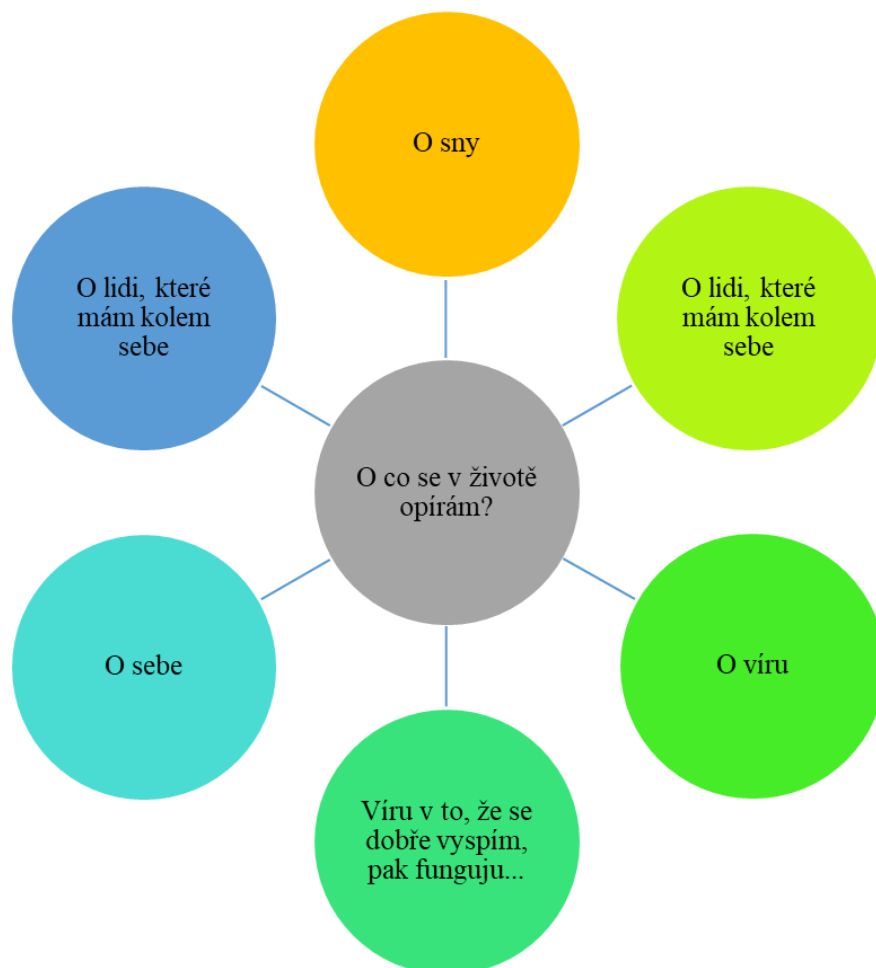 O sny
O lidi, které
mám kolem
sebe
O lidi, které
mám kolem
sebe
O co se v životě
opírám?
O sebe
O víru
Víru v to, že se
dobře vyspím,
pak funguju...